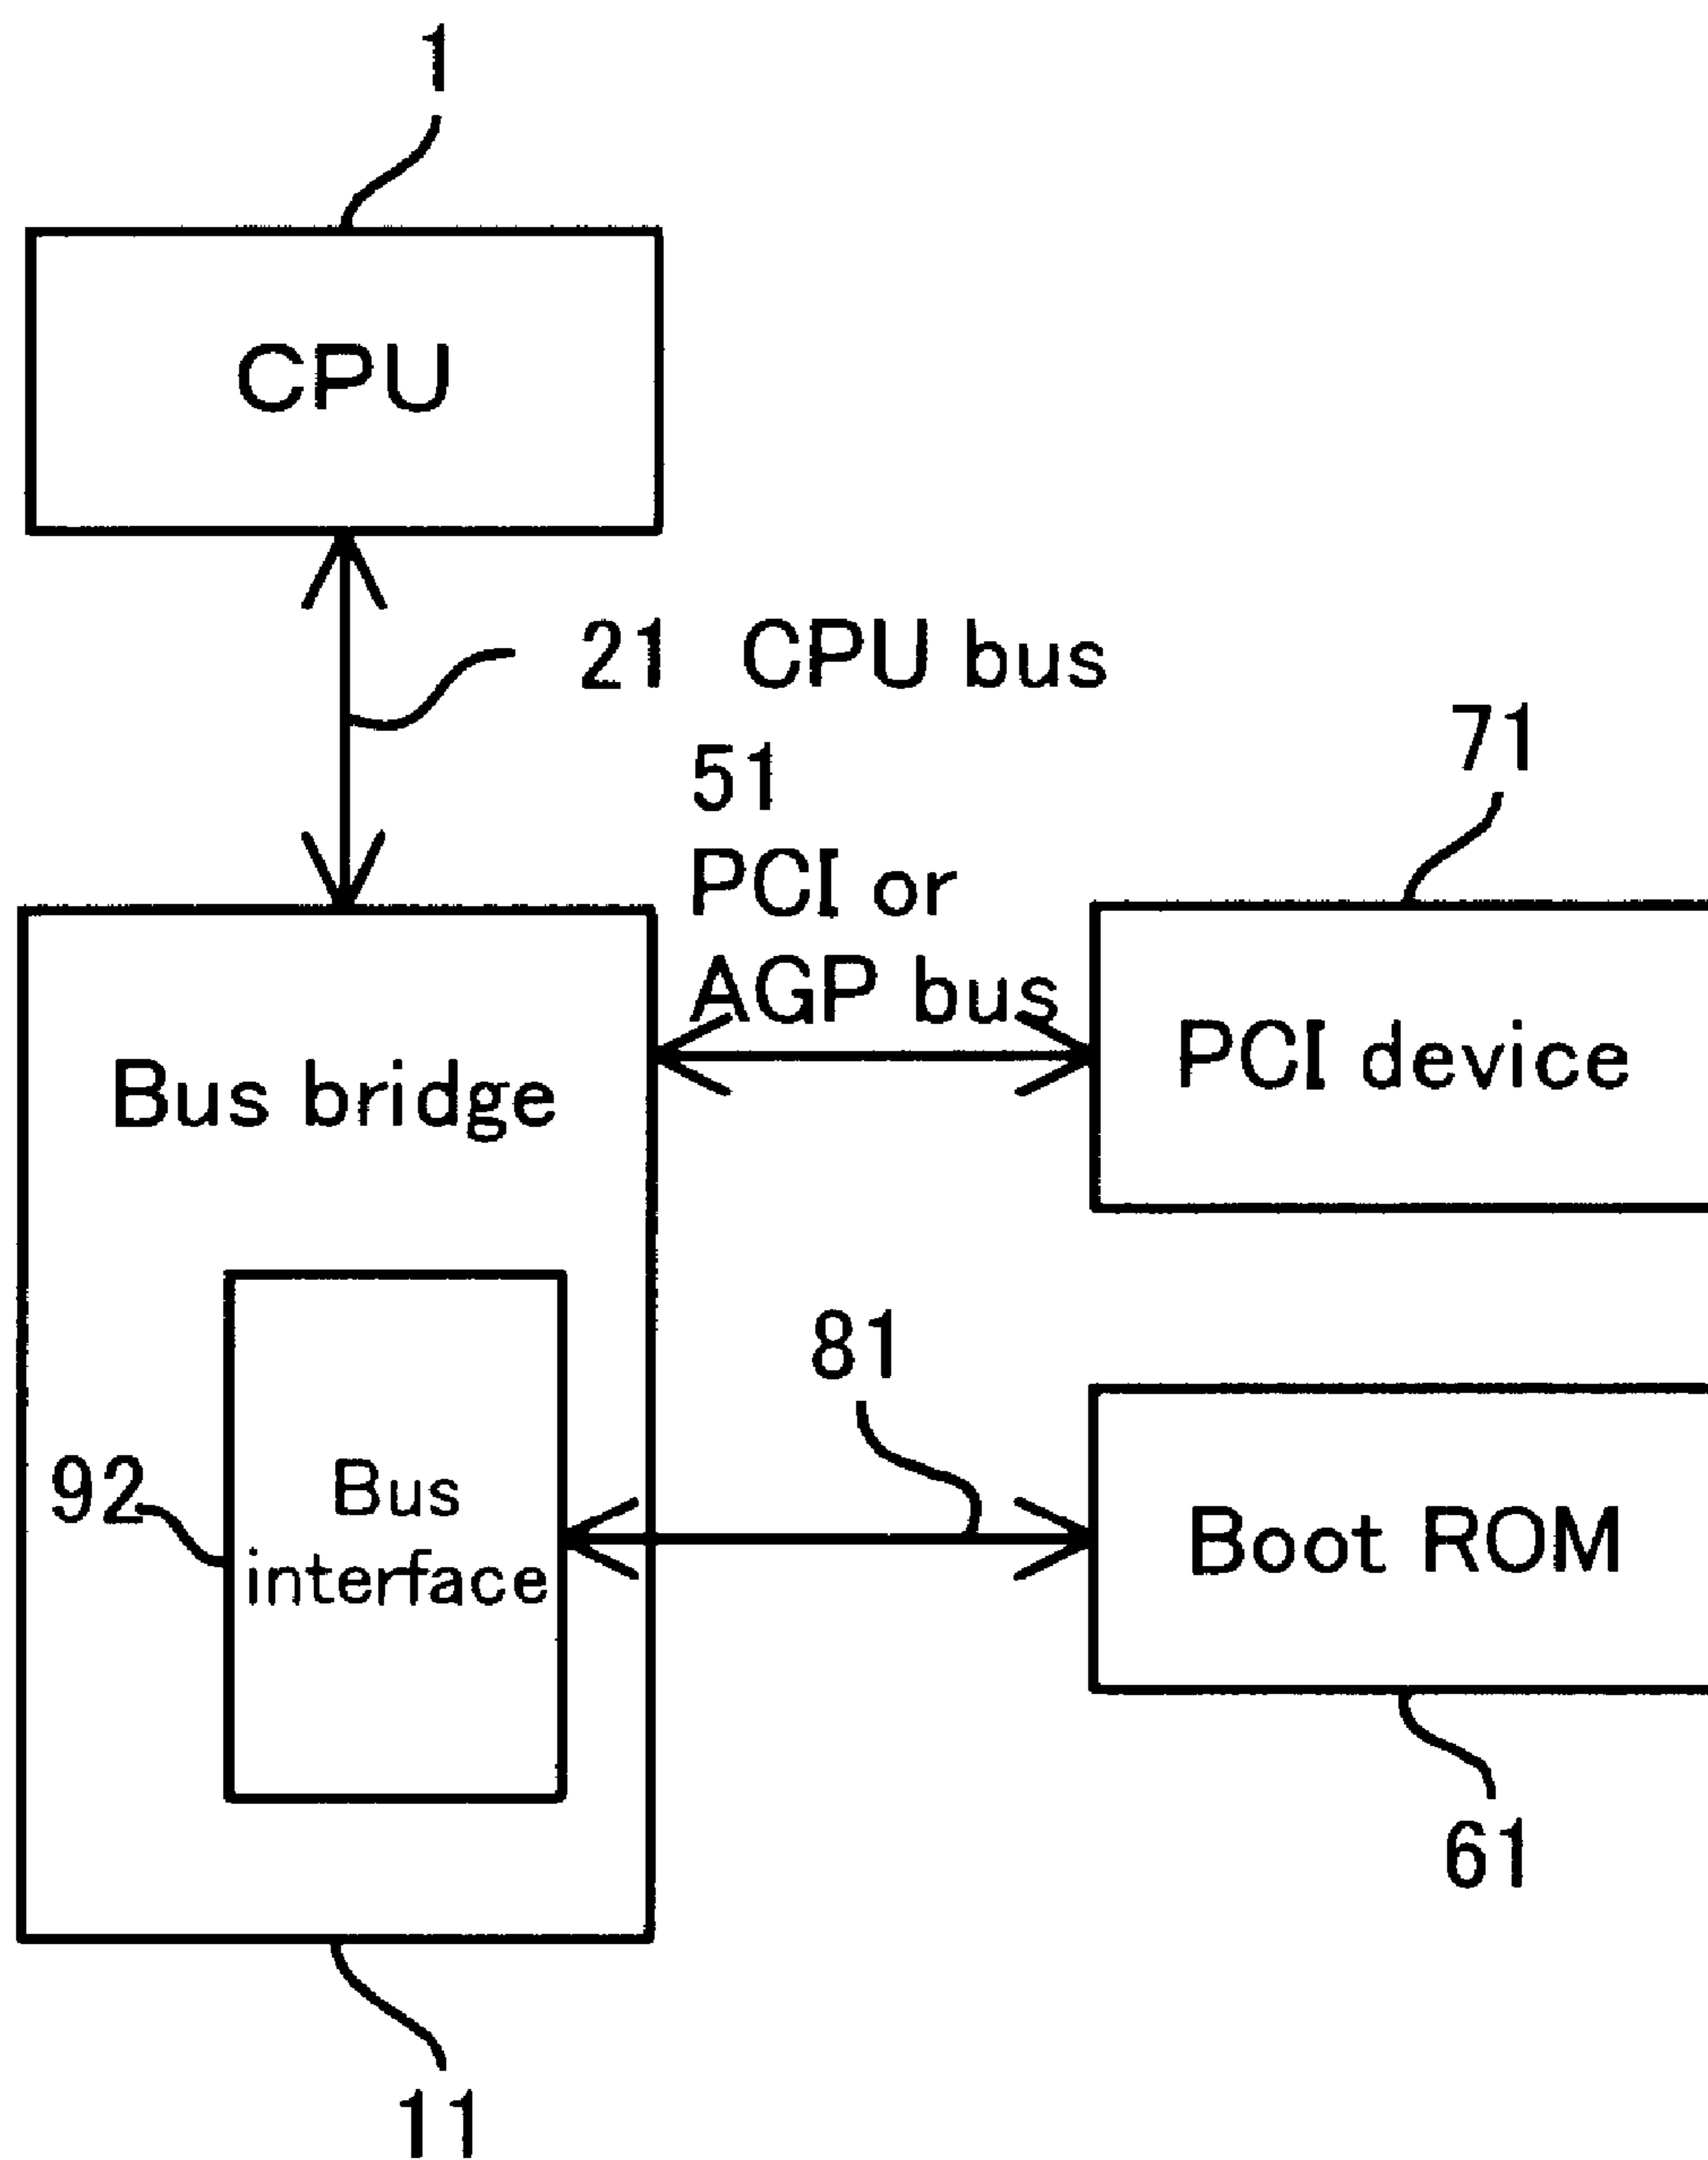 1
CPU
21 CPU bus
51
PCI or
AGP bus
71
PCI device
Bus bridge
81
92
Bus
interface
Boot ROM
61
11